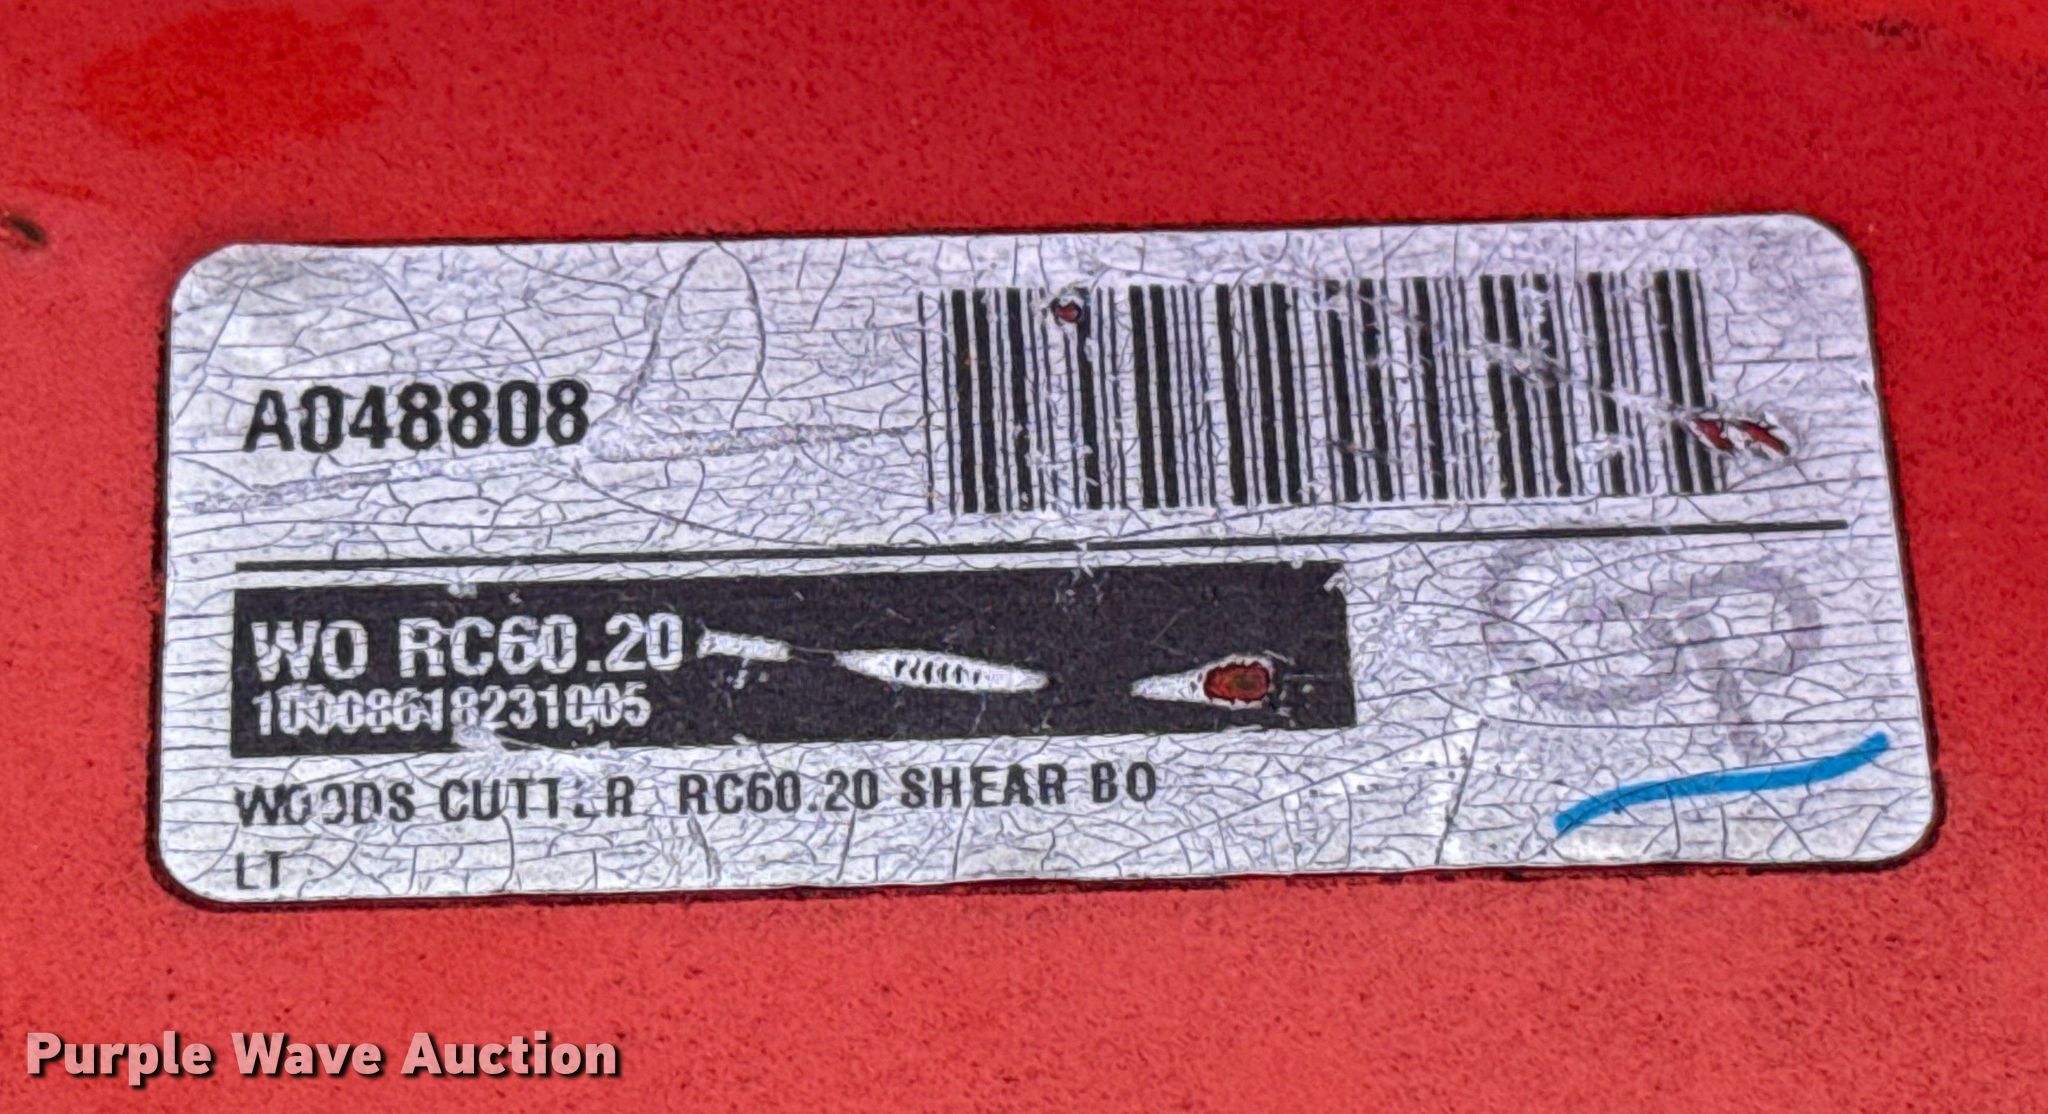 A048808
WO RC60.20
10008618231005
WOODS CUTTER RC60.20 SHEAR BO
LT
Purple Wave Auction